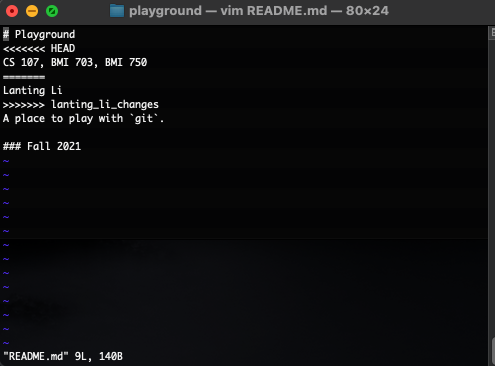 playground — vim README.md — 80×24
# Playground
<<<<<<< HEAD
CS 107, BMI 703, BMI 750
=======
Lanting Li
>>>>>>> lanting_li_changes
A place to play with `git`.
### Fall 2021
~
~
~
~
~
~
~
~
~
~
~
~
~
~
"README.md" 9L, 140B